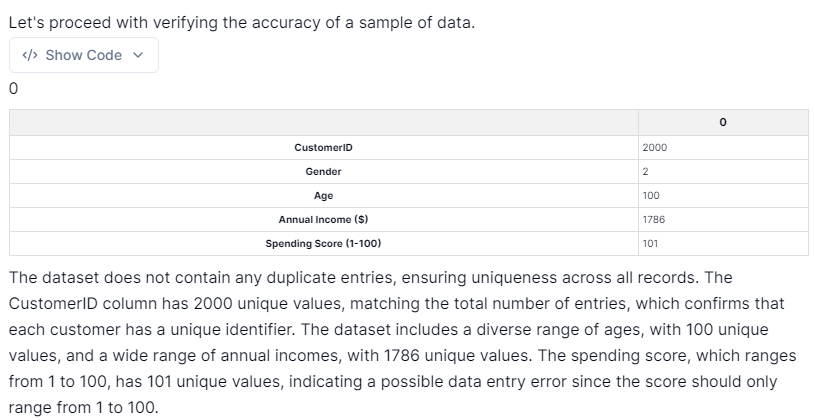 Let's proceed with verifying the accuracy of a sample of data.
</> Show Code
0
0
CustomerID 2000
Gender 2
Age 100
Annual Income ($) 1786
Spending Score (1-100) 101
The dataset does not contain any duplicate entries, ensuring uniqueness across all records. The
CustomerID column has 2000 unique values, matching the total number of entries, which confirms that
each customer has a unique identifier. The dataset includes a diverse range of ages, with 100 unique
values, and a wide range of annual incomes, with 1786 unique values. The spending score, which ranges
from 1 to 100, has 101 unique values, indicating a possible data entry error since the score should only
range from 1 to 100.